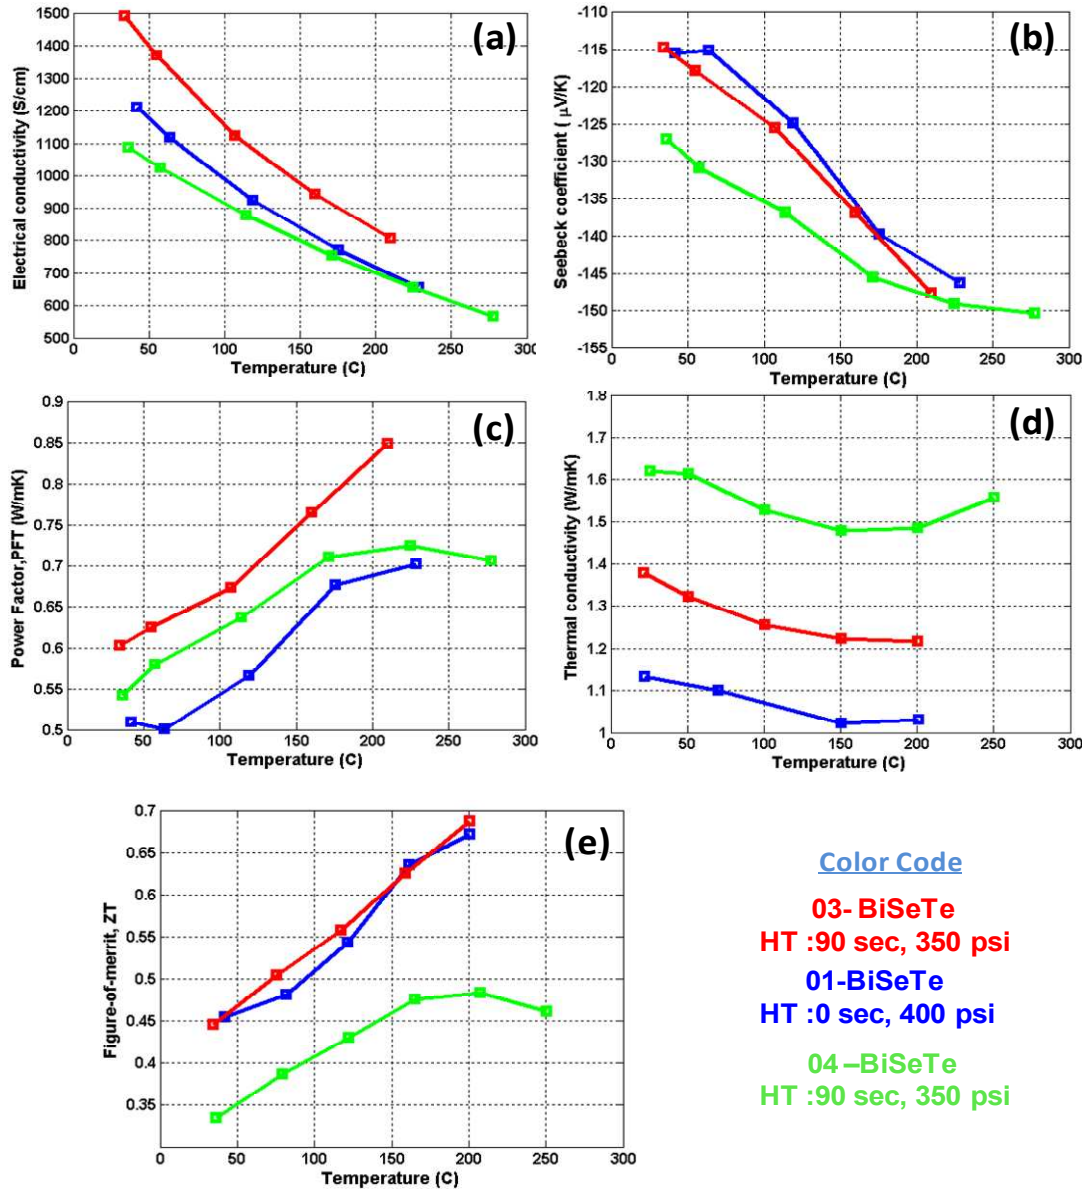 (a)
Electrical conductivity (S/cm)
1500
1400
1300
1200
1100
1000
900
800
700
600
500
0 50 100 150 200 250 300
Temperature (C)
(b)
Seebeck coefficient ( µV/K)
-110
-115
-120
-125
-130
-135
-140
-145
-150
-155
0 50 100 150 200 250 300
Temperature (C)
(c)
Power Factor,PFT (W/mK)
0.9
0.85
0.8
0.75
0.7
0.65
0.6
0.55
0.5
0 50 100 150 200 250 300
Temperature (C)
(d)
Thermal conductivity (W/mK)
1.8
1.7
1.6
1.5
1.4
1.3
1.2
1.1
1
0 50 100 150 200 250 300
Temperature (C)
(e)
Figure-of-merrit, ZT
0.7
0.65
0.6
0.55
0.5
0.45
0.4
0.35
0 50 100 150 200 250 300
Temperature (C)
Color Code
03- BiSeTe
HT :90 sec, 350 psi
01-BiSeTe
HT :0 sec, 400 psi
04 –BiSeTe
HT :90 sec, 350 psi